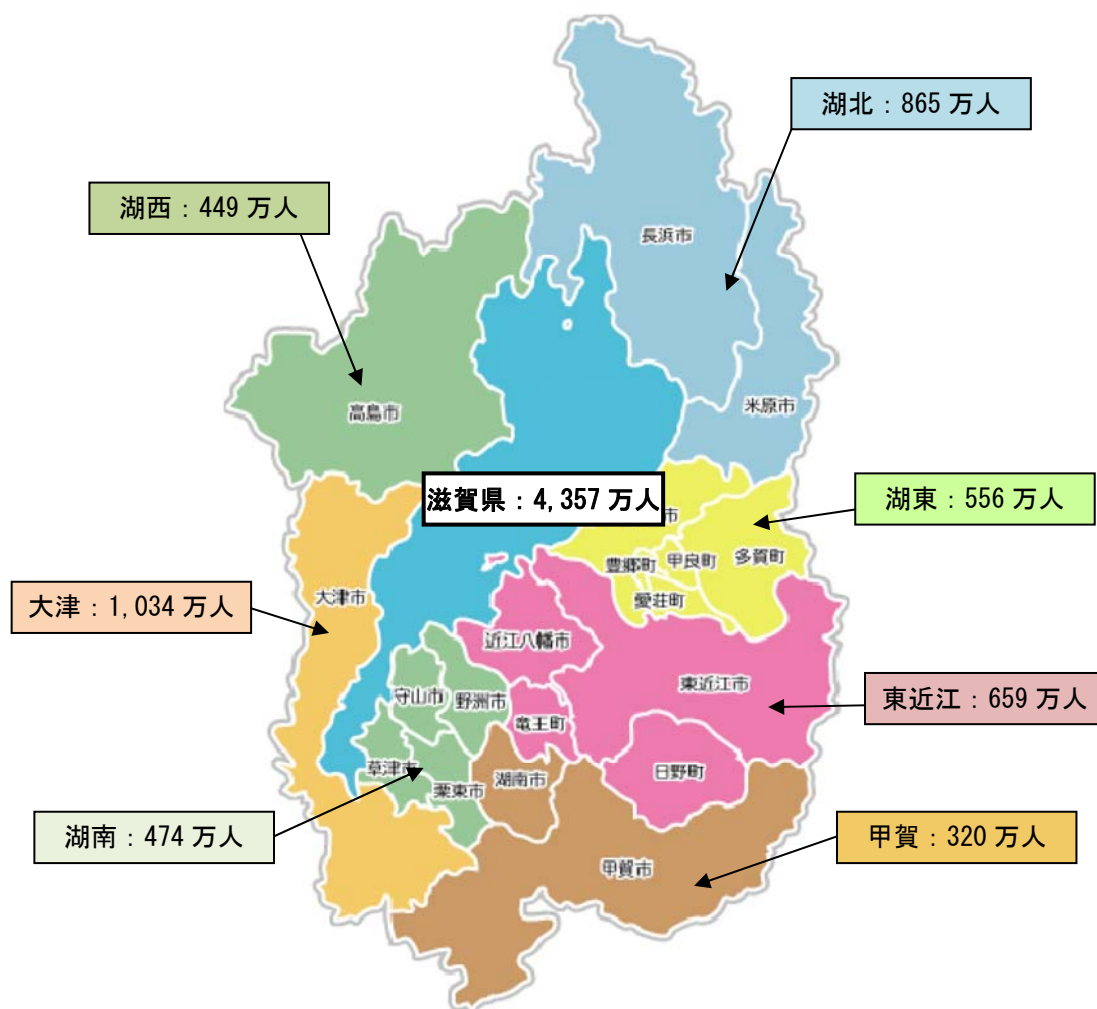 湖北：865 万人
湖西：449 万人
長浜市
高島市
米原市
滋賀県：4,357 万人
市
湖東：556 万人
豊郷町
甲良町
多賀町
愛荘町
大津：1,034 万人
大津市
近江八幡市
東近江市
東近江：659 万人
守山市
野洲市
竜王町
草津市
栗東市
湖南市
日野町
湖南：474 万人
甲賀：320 万人
甲賀市